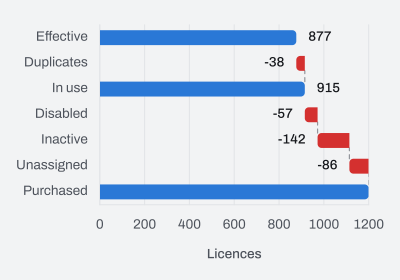 Effective 877
Duplicates -38
In use 915
Disabled -57
Inactive -142
Unassigned -86
Purchased
0 200 400 600 800 1000 1200
Licences